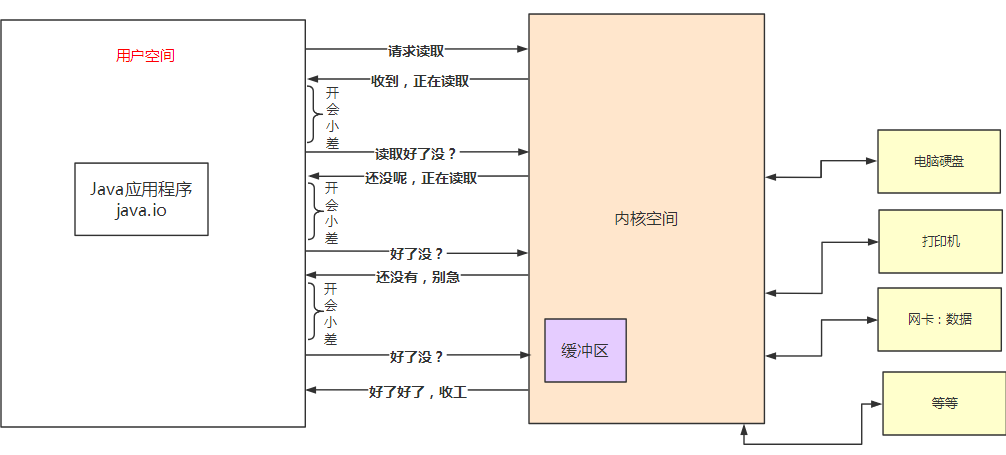 用户空间
Java应用程序
java.io
请求读取
收到，正在读取
开会小差
读取好了没？
还没呢，正在读取
开会小差
好了没？
还没有，别急
开会小差
好了没？
好了好了，收工
内核空间
缓冲区
电脑硬盘
打印机
网卡：数据
等等